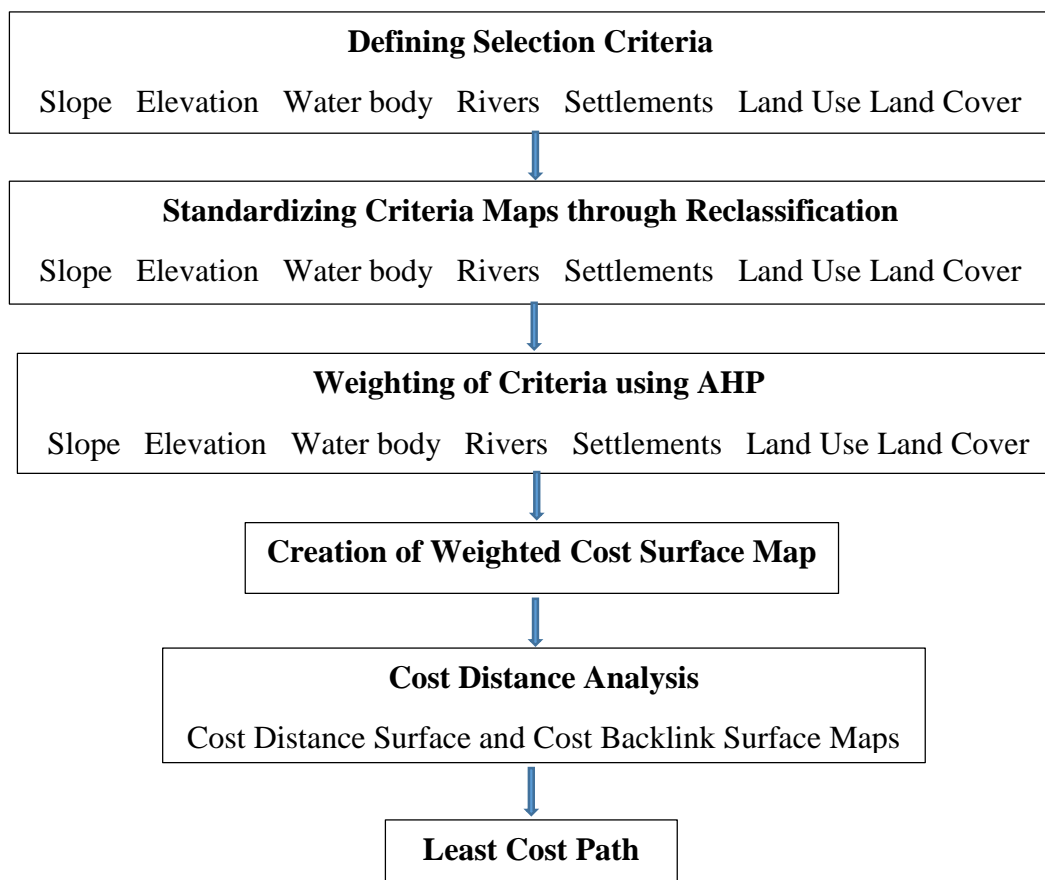 Defining Selection Criteria
Slope Elevation Water body Rivers Settlements Land Use Land Cover
Standardizing Criteria Maps through Reclassification
Slope Elevation Water body Rivers Settlements Land Use Land Cover
Weighting of Criteria using AHP
Slope Elevation Water body Rivers Settlements Land Use Land Cover
Creation of Weighted Cost Surface Map
Cost Distance Analysis
Cost Distance Surface and Cost Backlink Surface Maps
Least Cost Path